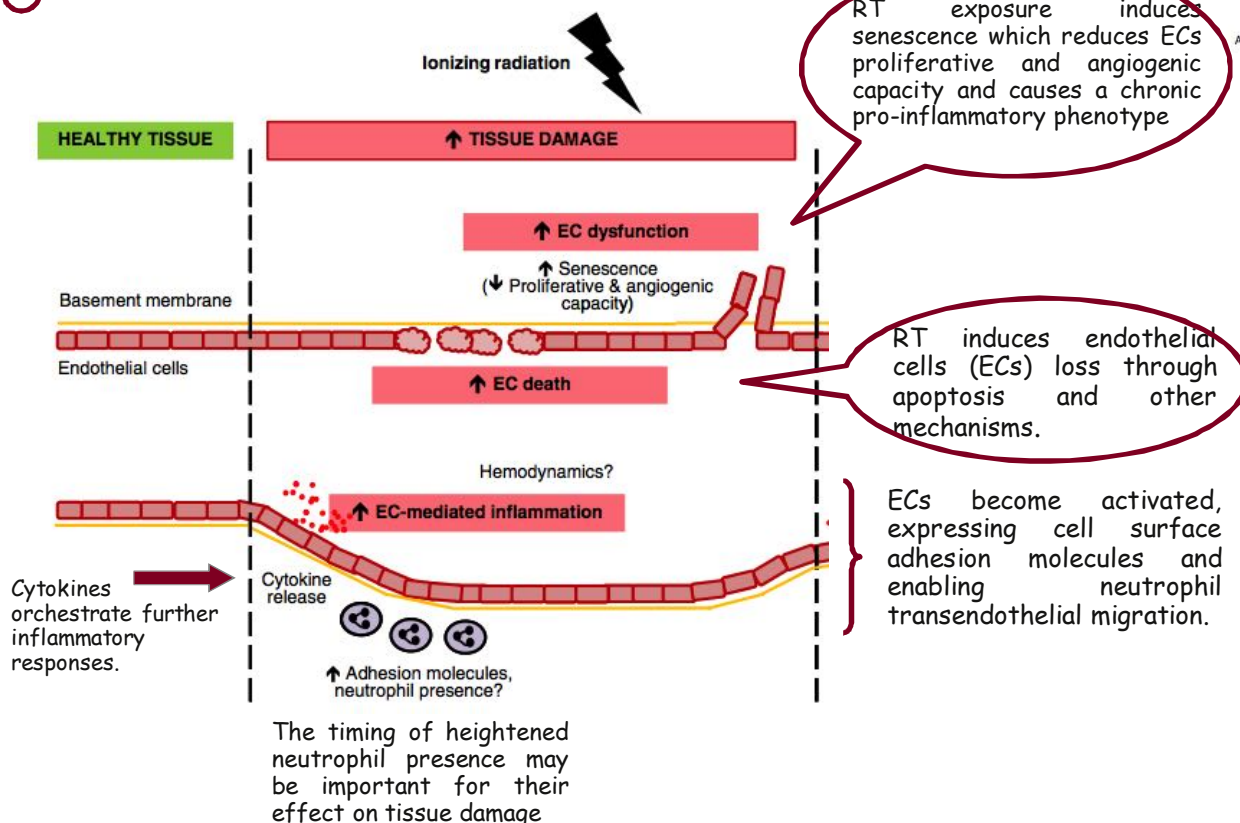 RT exposure induces
senescence which reduces ECs
proliferative and angiogenic
capacity and causes a chronic
pro-inflammatory phenotype
Ionizing radiation
HEALTHY TISSUE
↑ TISSUE DAMAGE
↑ EC dysfunction
↑ Senescence
(↓ Proliferative & angiogenic
capacity)
Basement membrane
Endlothelial cells
↑ EC death
RT induces endothelial
cells (ECs) loss through
apoptosis and other
mechanisms.
Hemodynamics?
↑ EC-mediated inflammation
ECs become activated,
expressing cell surface
adhesion molecules and
enabling neutrophil
transendothelial migration.
Cytokines
orchestrate further
inflammatory
responses.
Cytokine
release
↑ Adhesion molecules,
neutrophil presence?
The timing of heightened
neutrophil presence may
be important for their
effect on tissue damage